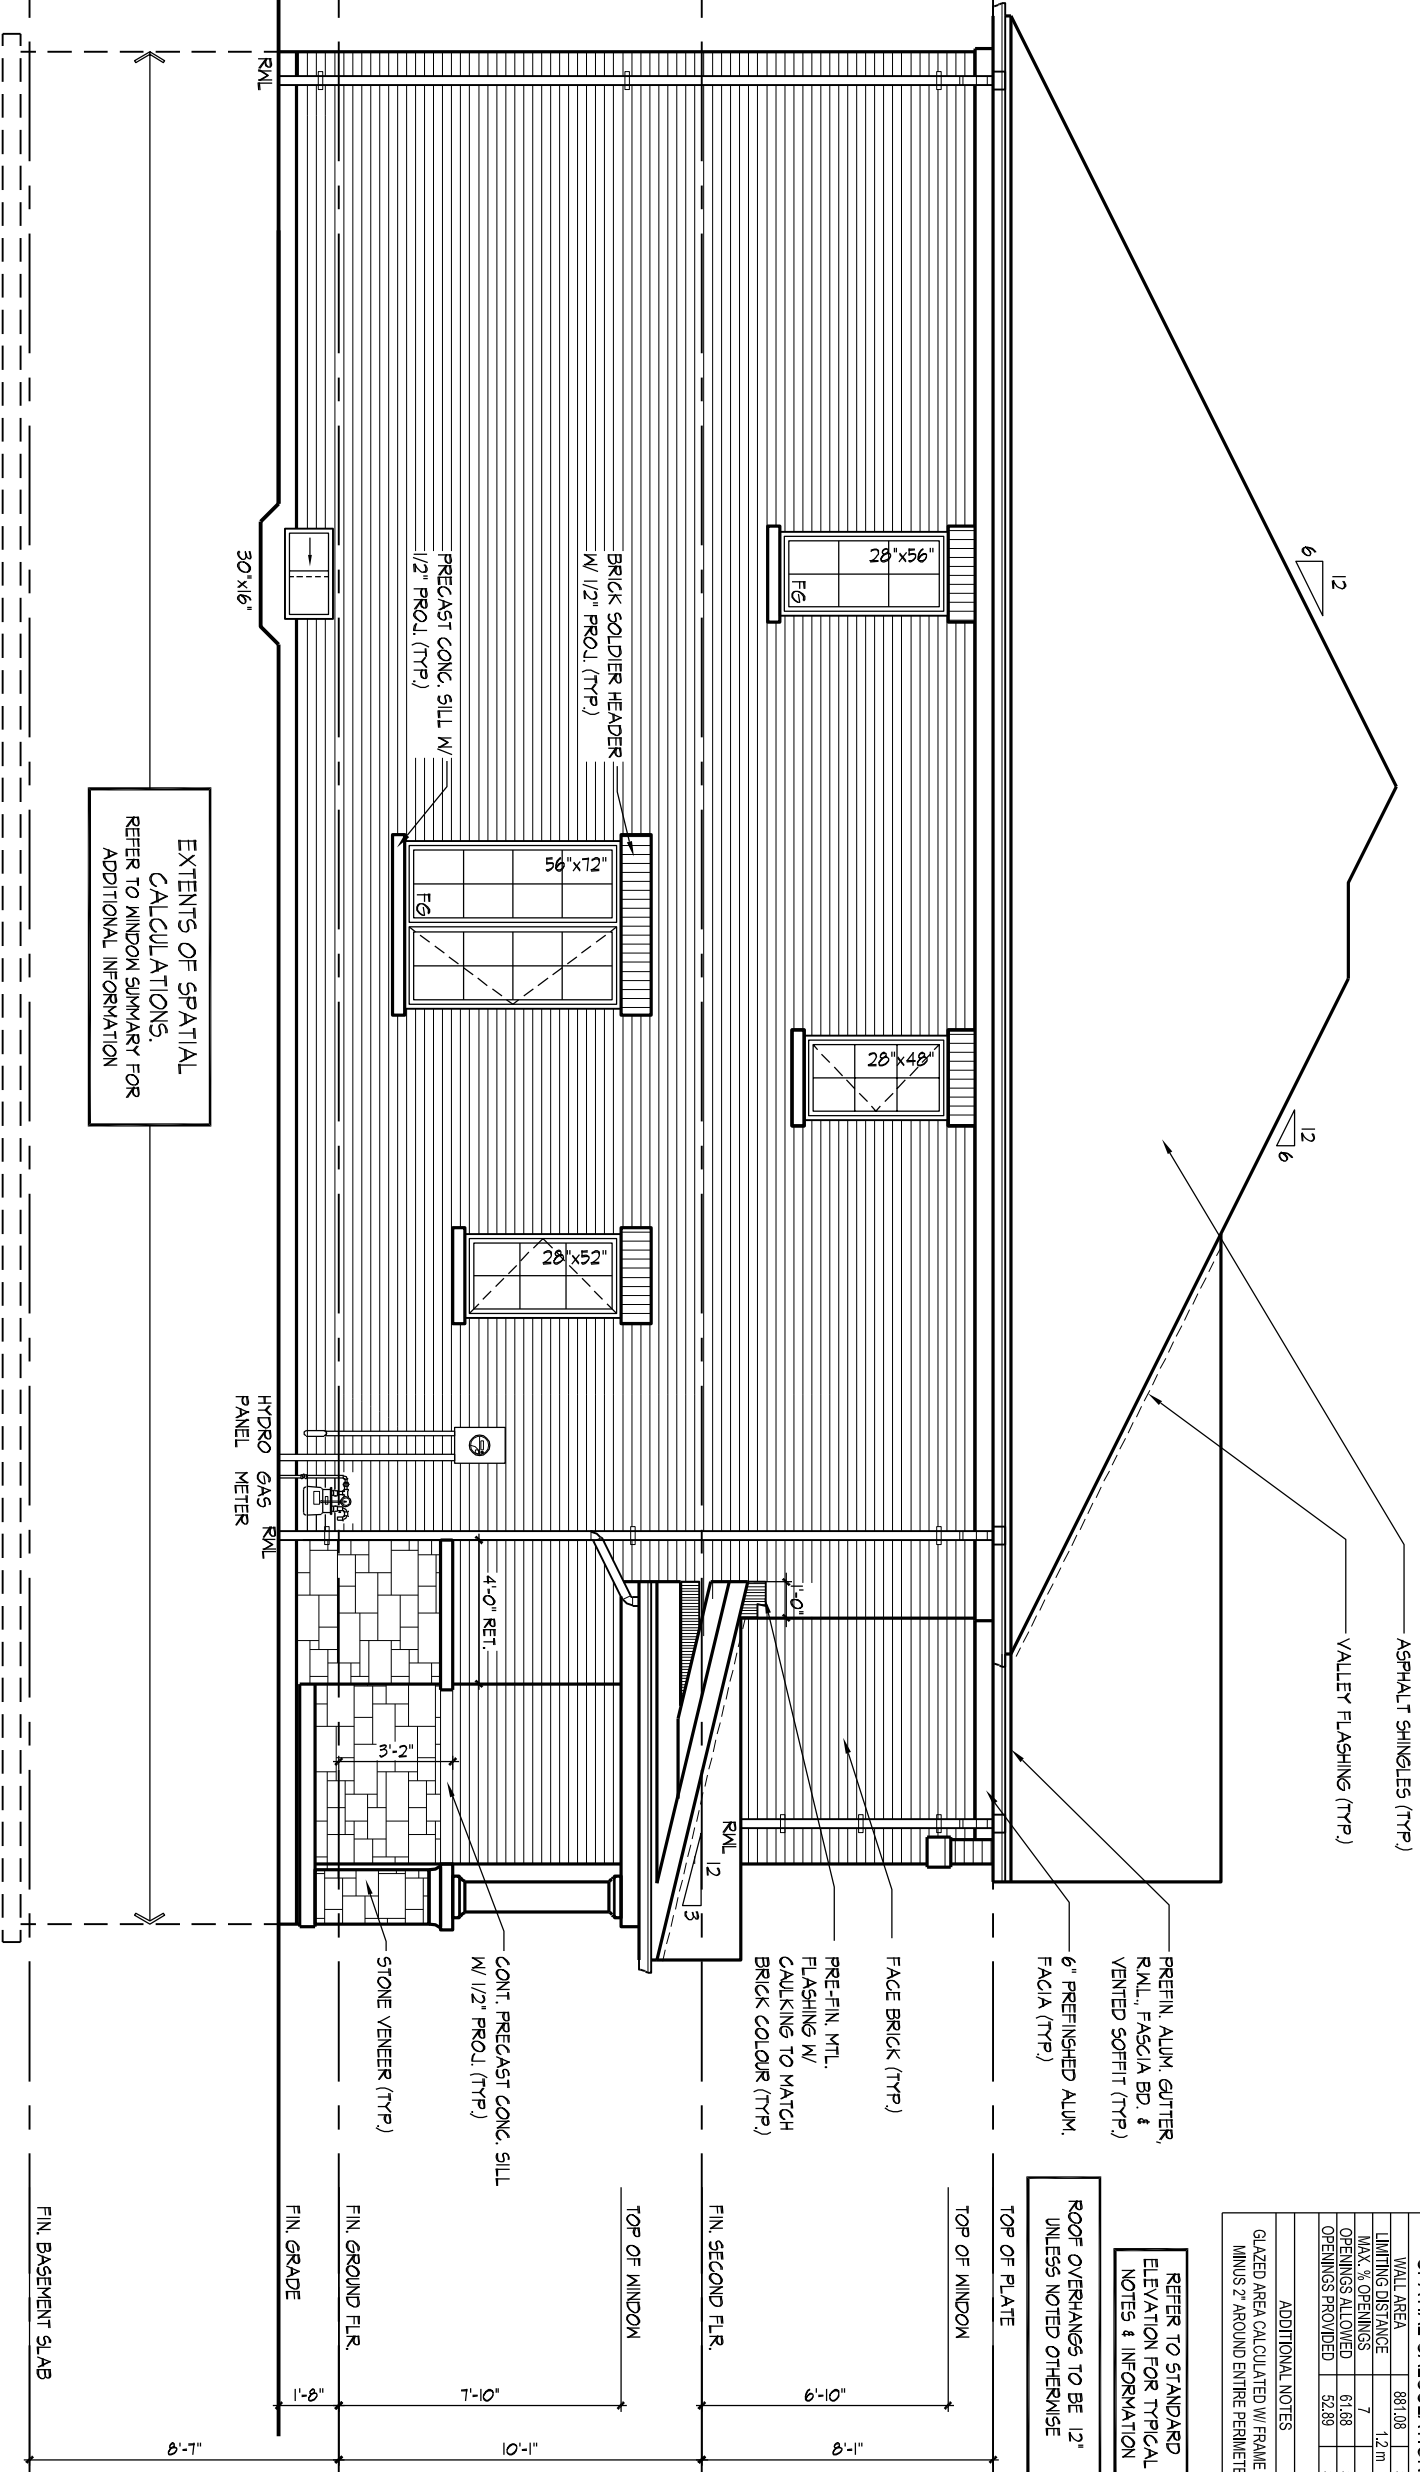 ASPHALT SHINGLES (TYP.)
VALLEY FLASHING (TYP.)
12
6
12
6
PREFIN. ALUM. GUTTER,
R.W.L., FASCIA BD. &
VENTED SOFFIT (TYP.)
6" PREFINISHED ALUM.
FACIA (TYP.)
FACE BRICK (TYP.)
PRE-FIN. MTL.
FLASHING W/
CAULKING TO MATCH
BRICK COLOUR (TYP.)
CONT. PRECAST CONC. SILL
W/ 1/2" PROJ. (TYP.)
STONE VENEER (TYP.)
WALL AREA 881.08
LIMITING DISTANCE 1.2 m
MAX. % OPENINGS 7
OPENINGS ALLOWED 61.68
OPENINGS PROVIDED 52.89
ADDITIONAL NOTES
GLAZED AREA CALCULATED W/ FRAME
MINUS 2" AROUND ENTIRE
REFER TO STANDARD
ELEVATION FOR TYPICAL
NOTES & INFORMATION
ROOF OVERHANGS TO BE 12"
UNLESS NOTED OTHERWISE
TOP OF PLATE
TOP OF WINDOW
FIN. SECOND FLR.
TOP OF WINDOW
FIN. GROUND FLR.
FIN. GRADE
FIN. BASEMENT SLAB
6'-10"
7'-10"
1'-8"
8'-1"
10'-1"
8'-7"
28"x56"
FG
28"x48"
BRICK SOLDIER HEADER
W/ 1/2" PROJ. (TYP.)
PRECAST CONC. SILL W/
1/2" PROJ. (TYP.)
56"x72"
FG
28"x52"
1'-0"
RWL
12
3
4'-0" RET.
3'-2"
RWL
30"x16"
HYDRO
PANEL
GAS
METER
RWL
EXTENTS OF SPATIAL
CALCULATIONS.
REFER TO WINDOW SUMMARY FOR
ADDITIONAL INFORMATION